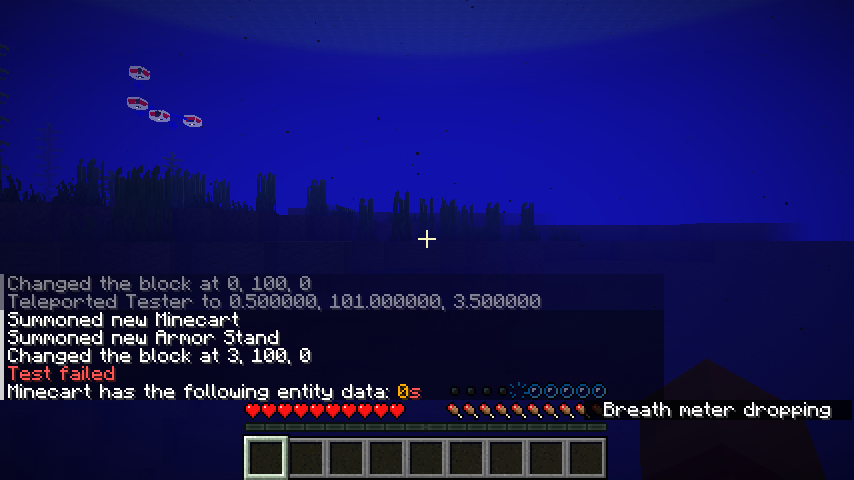 Changed the block at 0, 100, 0
Teleported Tester to 0.500000, 101.000000, 3.500000
Summoned new Minecart
Summoned new Armor Stand
Changed the block at 3, 100, 0
Test failed
Minecart has the following entity data: 0s
Breath meter dropping